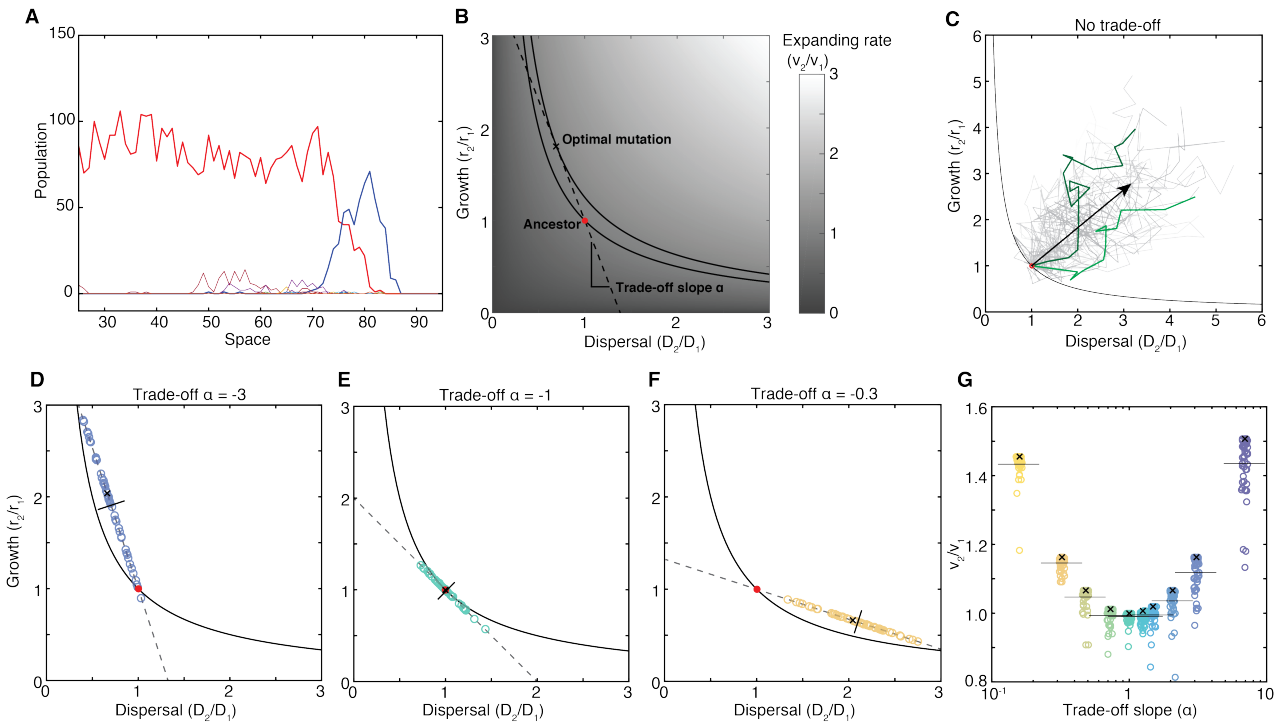 A
150
100
50
0
Population
30
40
50
60
70
80
90
Space
B
3
2
1
0
Growth (r2/r1)
0
1
2
3
Dispersal (D2/D1)
Optimal mutation
Ancestor
Trade-off slope α
Expanding rate
(v2/v1)
3
2
1
0
C
No trade-off
6
5
4
3
2
1
0
Growth (r2/r1)
0
1
2
3
4
5
6
Dispersal (D2/D1)
D
Trade-off α = -3
3
2
1
0
Growth (r2/r1)
0
1
2
3
Dispersal (D2/D1)
E
Trade-off α = -1
3
2
1
0
0
1
2
3
Dispersal (D2/D1)
F
Trade-off α = -0.3
3
2
1
0
0
1
2
3
Dispersal (D2/D1)
G
1.6
1.4
1.2
1.0
0.8
v2/v1
10-1
1
10
Trade-off slope (α)